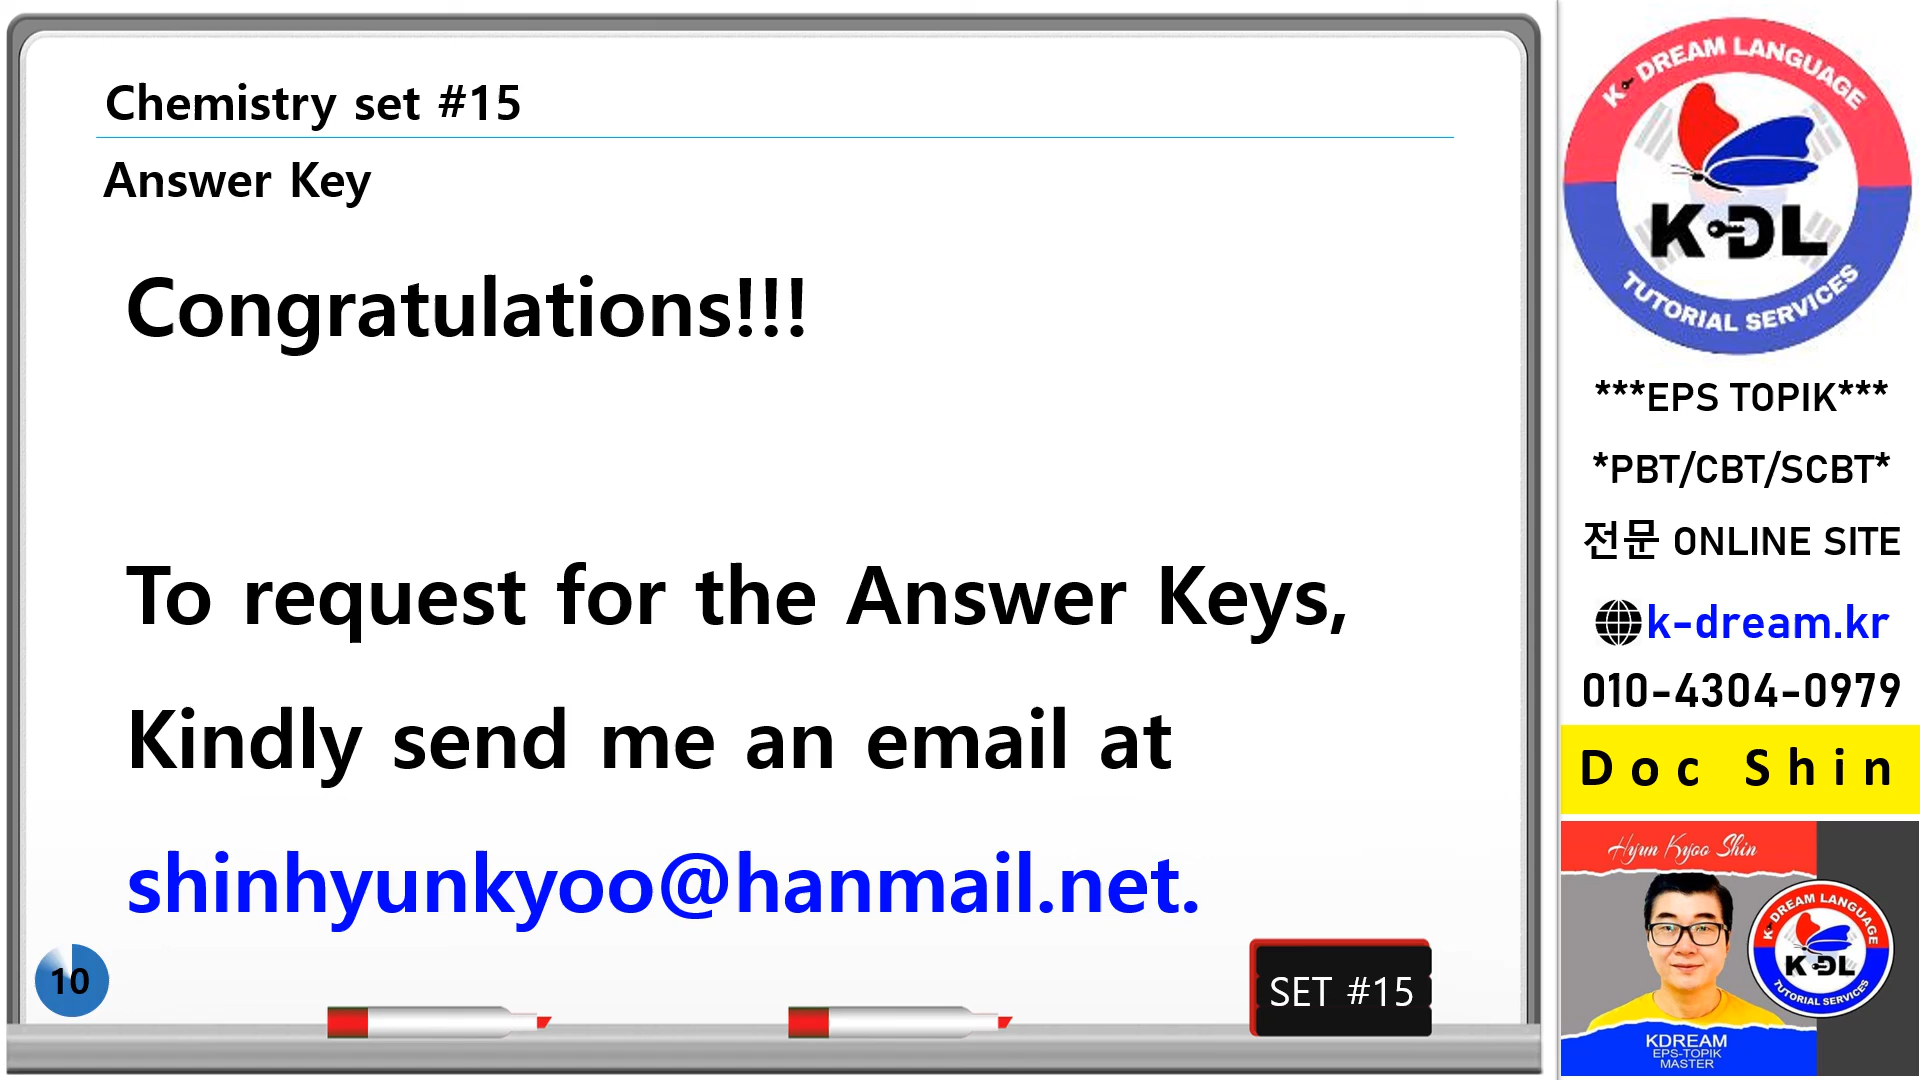 Chemistry set #15
Answer Key
Congratulations!!!
To request for the Answer Keys,
Kindly send me an email at
shinhyunkyoo@hanmail.net.
10
SET #15
K DREAM LANGUAGE
K DL
TUTORIAL SERVICES
***EPS TOPIK***
*PBT/CBT/SCBT*
전문 ONLINE SITE
k-dream.kr
010-4304-0979
Doc Shin
Hyun Kyoo Shin
K DREAM LANGUAGE
K DL
TUTORIAL SERVICES
KDREAM
EPS-TOPIK
MASTER